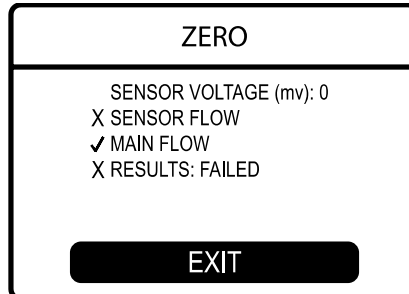 ZERO
SENSOR VOLTAGE (mv): 0
X SENSOR FLOW
✓ MAIN FLOW
X RESULTS: FAILED
EXIT